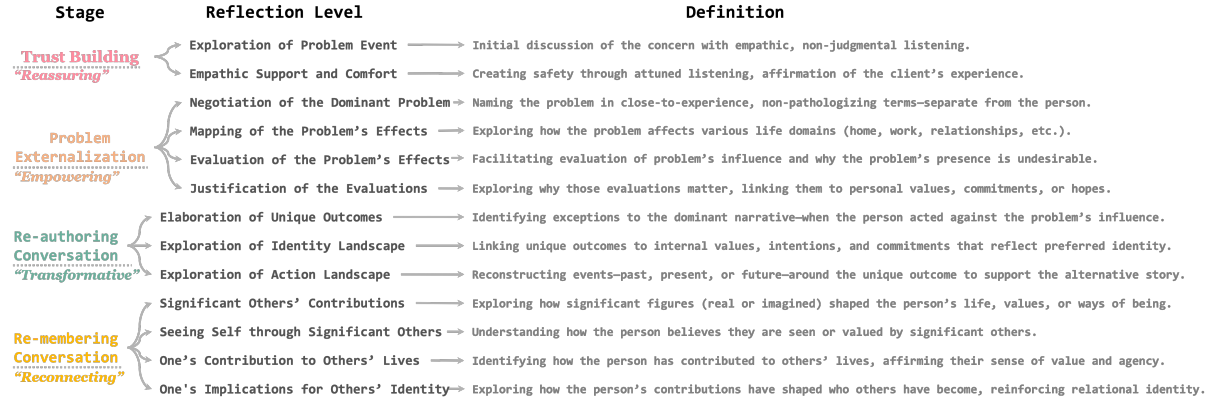 Stage Reflection Level Definition
Trust Building
“Reassuring”
Exploration of Problem Event Initial discussion of the concern with empathic, non-judgmental listening.
Empathic Support and Comfort Creating safety through attuned listening, affirmation of the client’s experience.
Problem
Externalization
“Empowering”
Negotiation of the Dominant Problem Naming the problem in close-to-experience, non-pathologizing terms—separate from the person.
Mapping of the Problem’s Effects Exploring how the problem affects various life domains (home, work, relationships, etc.).
Evaluation of the Problem’s Effects Facilitating evaluation of problem’s influence and why the problem’s presence is undesirable.
Justification of the Evaluations Exploring why those evaluations matter, linking them to personal values, commitments, or hopes.
Re-authoring
Conversation
“Transformative”
Elaboration of Unique Outcomes Identifying exceptions to the dominant narrative—when the person acted against the problem’s influence.
Exploration of Identity Landscape Linking unique outcomes to internal values, intentions, and commitments that reflect preferred identity.
Exploration of Action Landscape Reconstructing events—past, present, or future—around the unique outcome to support the alternative story.
Re-membering
Conversation
“Reconnecting”
Significant Others’ Contributions Exploring how significant figures (real or imagined) shaped the person’s life, values, or ways of being.
Seeing Self through Significant Others Understanding how the person believes they are seen or valued by significant others.
One’s Contribution to Others’ Lives Identifying how the person has contributed to others’ lives, affirming their sense of value and agency.
One's Implications for Others’ Identity Exploring how the person’s contributions have shaped who others have become, reinforcing relational identity.